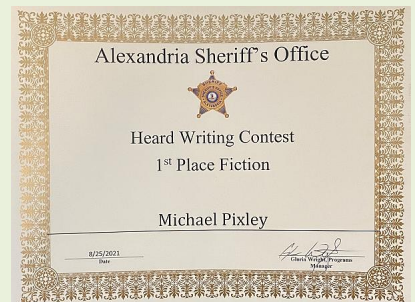 Alexandria Sheriff's Office
Heard Writing Contest
1st Place Fiction
Michael Pixley
8/25/2021
Date
Gloria Wright, Programs
Manager